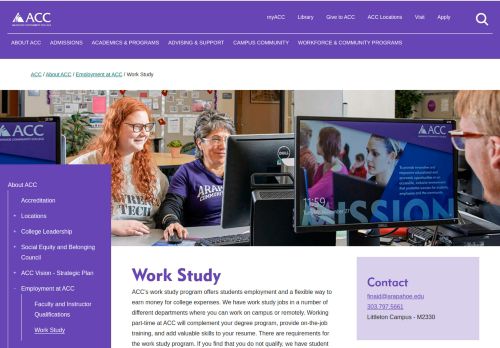 myACC Library Give to ACC ACC Locations Visit Apply
ACC
ABOUT ACC ADMISSIONS ACADEMICS & PROGRAMS ADVISING & SUPPORT CAMPUS COMMUNITY WORKFORCE & COMMUNITY PROGRAMS
ACC / About ACC / Employment at ACC / Work Study
ACC
ACC
DELL
11:59
MISSION
About ACC
Accreditation
+ Locations
+ College Leadership
+ Social Equity and Belonging
Council
+ ACC Vision - Strategic Plan
- Employment at ACC
Faculty and Instructor
Qualifications
Work Study
Work Study
ACC's work study program offers students employment and a flexible way to
earn money for college expenses. We have work study jobs in a number of
different departments where you can work on campus or remotely. Working
part-time at ACC will complement your degree program, provide on-the-job
training, and add valuable skills to your resume. There are requirements for
the work study program. If you find that you do not qualify, we have student
Contact
finaid@arapahoe.edu
303.797.5661
Littleton Campus - M2330